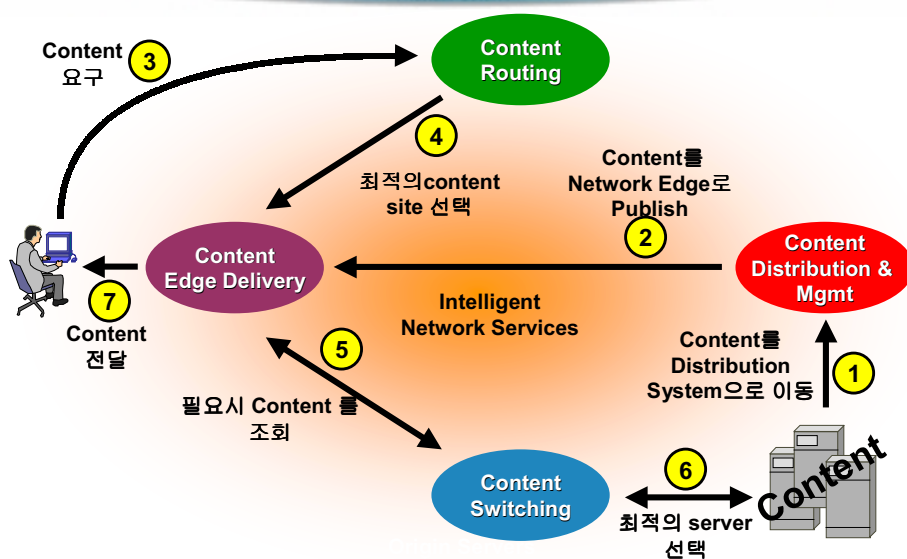 Content
요구
3
Content
Routing
4
최적의content
site 선택
Content를
Network Edge로
Publish
2
Content
Edge Delivery
Content
Distribution &
Mgmt
7
Content
전달
Intelligent
Network Services
5
Content를
Distribution
System으로 이동
1
필요시 Content 를
조회
Content
Switching
6
최적의 server
선택
Content